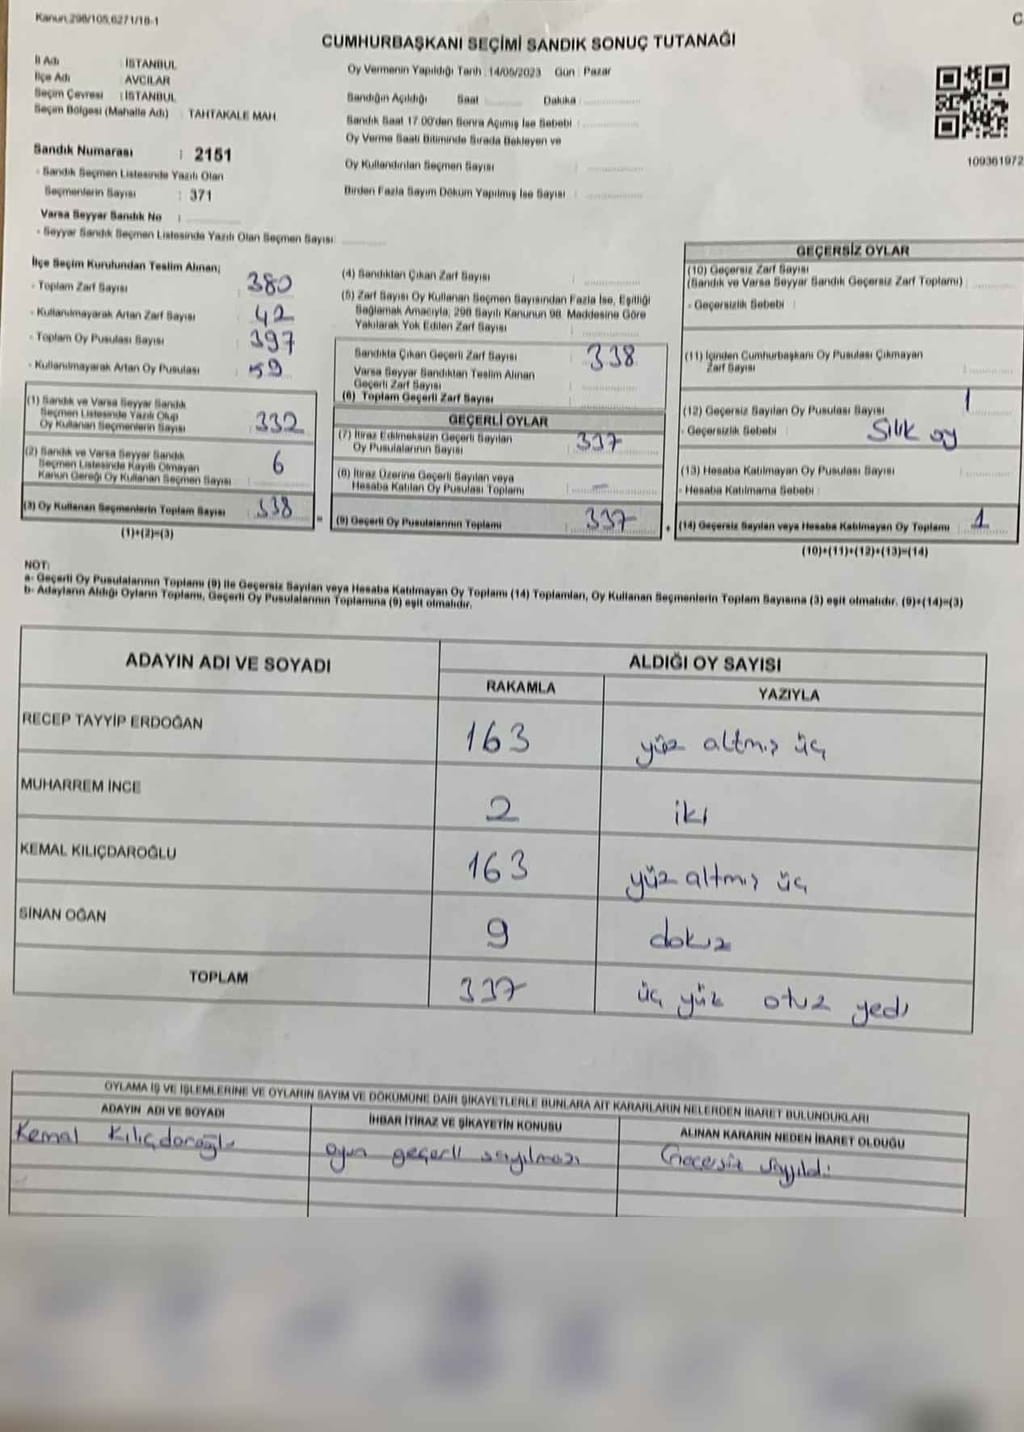 Kanun:298/105,6271/18-1
C
CUMHURBAŞKANI SEÇİMİ SANDIK SONUÇ TUTANAĞI
İl Adı : İSTANBUL
İlçe Adı : AVCILAR
Seçim Çevresi : İSTANBUL
Seçim Bölgesi (Mahalle Adı) : TAHTAKALE MAH.
Sandık Numarası : 2151
- Sandık Seçmen Listesinde Yazılı Olan
Seçmenlerin Sayısı : 371
Varsa Seyyar Sandık No :
- Seyyar Sandık Seçmen Listesinde Yazılı Olan Seçmen Sayısı:
Oy Vermenin Yapıldığı Tarih : 14/05/2023 Gün : Pazar
Sandığın Açıldığı Saat Dakika :
Sandık Saat 17.00'den Sonra Açılmış İse Sebebi :
Oy Verme Saati Bitiminde Sırada Bekleyen ve
Oy Kullandırılan Seçmen Sayısı :
Birden Fazla Sayım Döküm Yapılmış İse Sayısı :
109361972
İlçe Seçim Kurulundan Teslim Alınan;
- Toplam Zarf Sayısı : 380
- Kullanılmayarak Artan Zarf Sayısı : 42
- Toplam Oy Pusulası Sayısı : 397
- Kullanılmayarak Artan Oy Pusulası : 59
(1) Sandık ve Varsa Seyyar Sandık
Seçmen Listesinde Yazılı Olup
Oy Kullanan Seçmenlerin Sayısı : 332
(2) Sandık ve Varsa Seyyar Sandık
Seçmen Listesinde Kayıtlı Olmayan
Kanun Gereği Oy Kullanan Seçmen Sayısı : 6
(3) Oy Kullanan Seçmenlerin Toplam Sayısı : 338
(1)+(2)=(3)
(4) Sandıktan Çıkan Zarf Sayısı :
(5) Zarf Sayısı Oy Kullanan Seçmen Sayısından Fazla İse, Eşitliği
Sağlamak Amacıyla, 298 Sayılı Kanunun 98. Maddesine Göre
Yakılarak Yok Edilen Zarf Sayısı :
Sandıkta Çıkan Geçerli Zarf Sayısı : 338
Varsa Seyyar Sandıktan Teslim Alınan
Geçerli Zarf Sayısı :
(6) Toplam Geçerli Zarf Sayısı :
GEÇERLİ OYLAR
(7) İtiraz Edilmeksizin Geçerli Sayılan
Oy Pusulalarının Sayısı : 337
(8) İtiraz Üzerine Geçerli Sayılan veya
Hesaba Katılan Oy Pusulası Toplamı : —
= (9) Geçerli Oy Pusulalarının Toplamı : 337
GEÇERSİZ OYLAR
(10) Geçersiz Zarf Sayısı
(Sandık ve Varsa Seyyar Sandık Geçersiz Zarf Toplamı) :
- Geçersizlik Sebebi :
(11) İçinden Cumhurbaşkanı Oy Pusulası Çıkmayan
Zarf Sayısı :
(12) Geçersiz Sayılan Oy Pusulası Sayısı : 1
- Geçersizlik Sebebi : Silik oy
(13) Hesaba Katılmayan Oy Pusulası Sayısı :
- Hesaba Katılmama Sebebi :
+ (14) Geçersiz Sayılan veya Hesaba Katılmayan Oy Toplamı : 1
(10)+(11)+(12)+(13)=(14)
NOT:
a- Geçerli Oy Pusulalarının Toplamı (9) ile Geçersiz Sayılan veya Hesaba Katılmayan Oy Toplamı (14) Toplamları, Oy Kullanan Seçmenlerin Toplam Sayısına (3) eşit olmalıdır. (9)+(14)=(3)
b- Adayların Aldığı Oyların Toplamı, Geçerli Oy Pusulalarının Toplamına (9) eşit olmalıdır.
ADAYIN ADI VE SOYADI
ALDIĞI OY SAYISI
RAKAMLA YAZIYLA
RECEP TAYYİP ERDOĞAN 163 yüz altmış üç
MUHARREM İNCE 2 iki
KEMAL KILIÇDAROĞLU 163 yüz altmış üç
SİNAN OĞAN 9 dokuz
TOPLAM 337 üç yüz otuz yedi
OYLAMA İŞ VE İŞLEMLERİNE VE OYLARIN SAYIM VE DÖKÜMÜNE DAİR ŞİKAYETLERLE BUNLARA AİT KARARLARIN NELERDEN İBARET BULUNDUKLARI
ADAYIN ADI VE SOYADI İHBAR İTİRAZ VE ŞİKAYETİN KONUSU ALINAN KARARIN NEDEN İBARET OLDUĞU
Kemal Kılıçdaroğlu oyun geçerli sayılması Geçersiz sayıldı